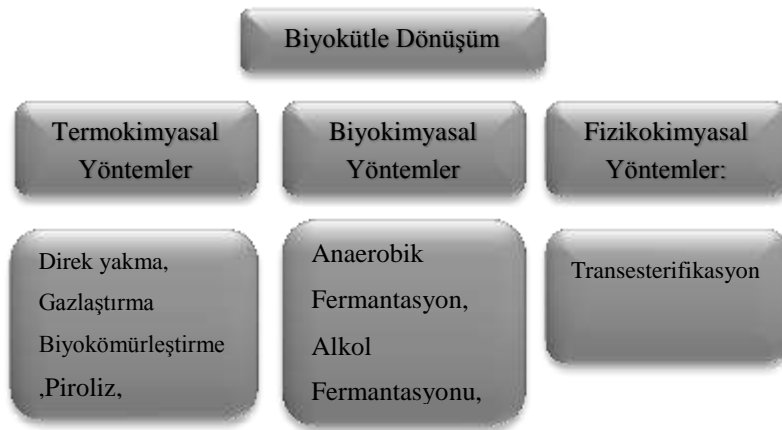 Biyokütle Dönüşüm
Termokimyasal
Yöntemler
Biyokimyasal
Yöntemler
Fizikokimyasal
Yöntemler:
Direk yakma,
Gazlaştırma
Biyokömürleştirme
,Piroliz,
Anaerobik
Fermantasyon,
Alkol
Fermantasyonu,
Transesterifikasyon